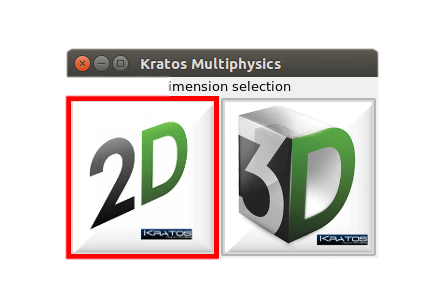 Kratos Multiphysics
imension selection
2D
3D
KRATOS
KRATOS